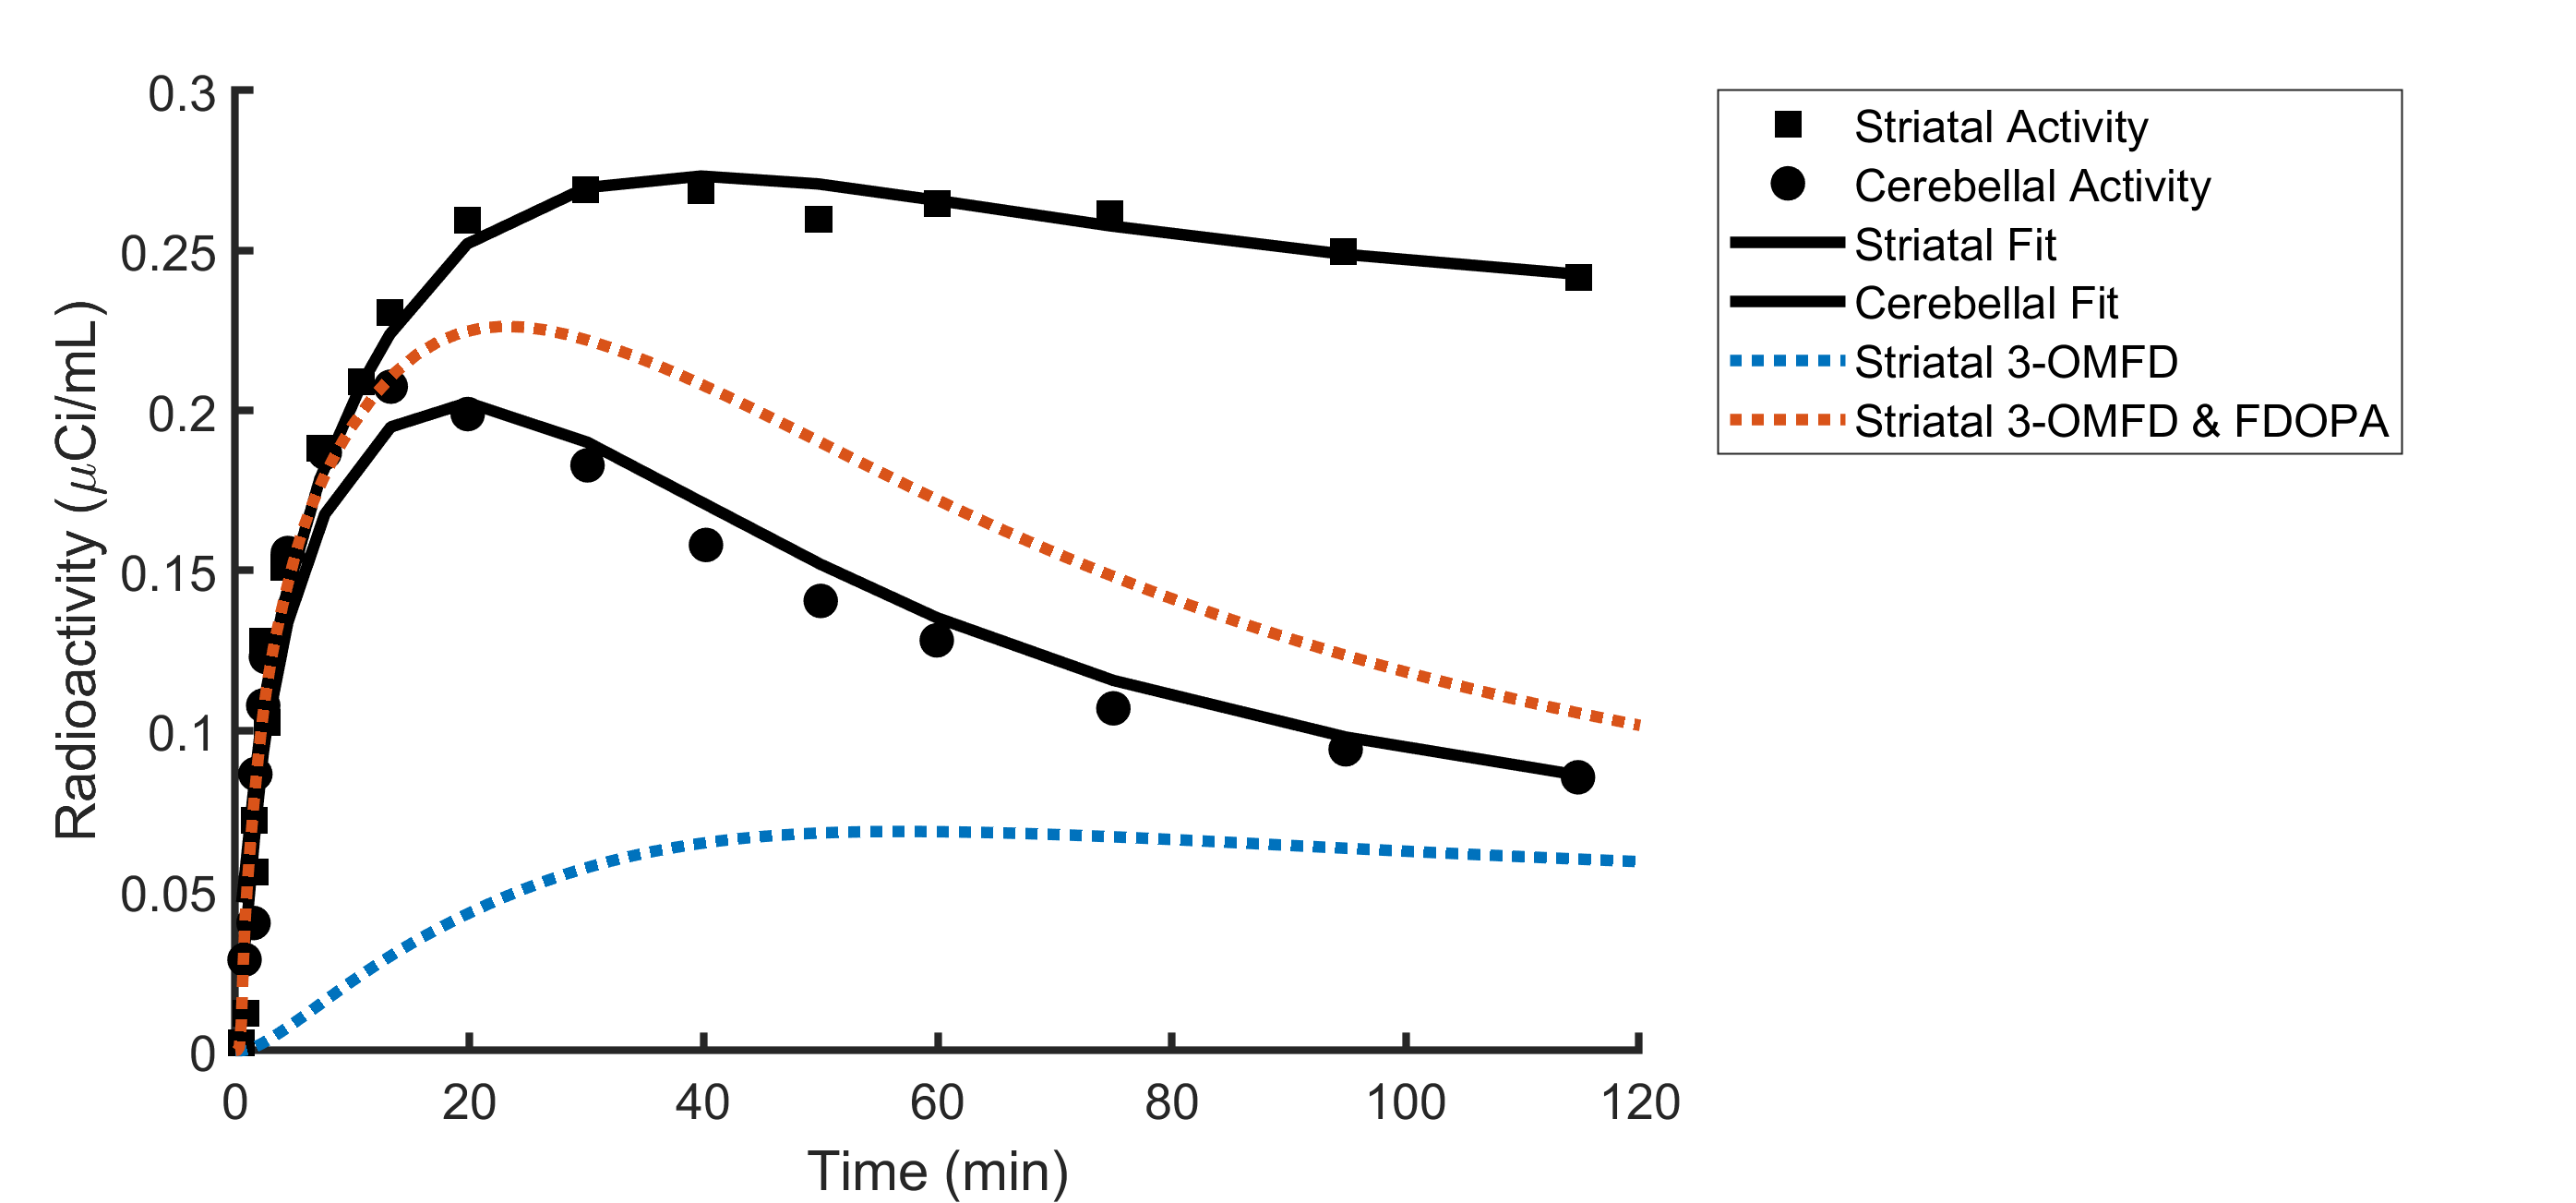 0.3
0.25
0.2
0.15
0.1
0.05
0
Radioactivity (μCi/mL)
0 20 40 60 80 100 120
Time (min)
Striatal Activity
Cerebellal Activity
Striatal Fit
Cerebellal Fit
Striatal 3-OMFD
Striatal 3-OMFD & FDOPA